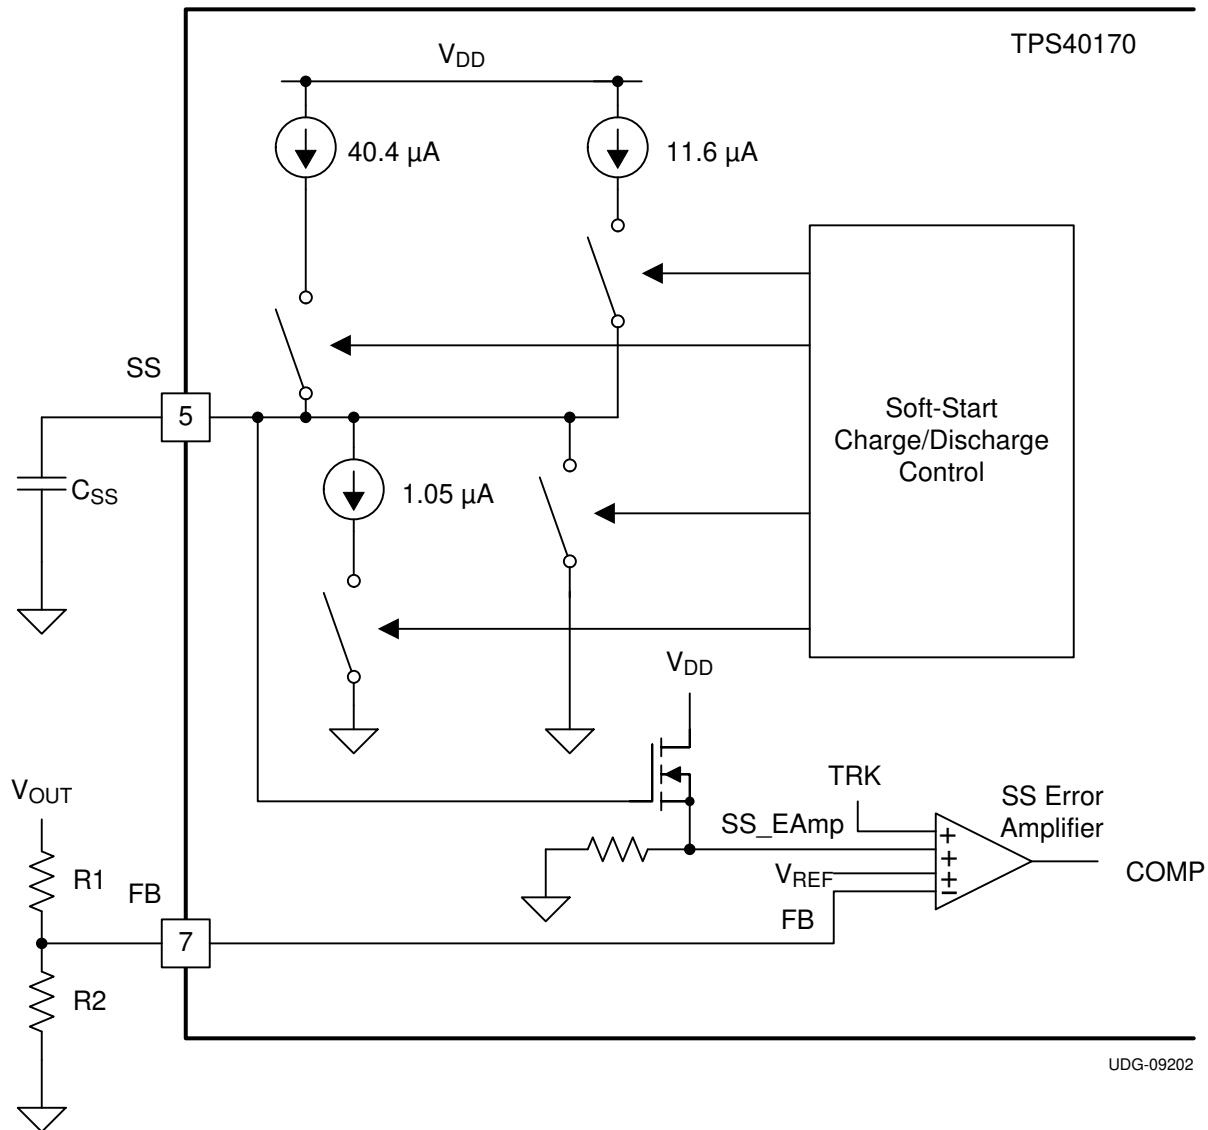 TPS40170
VDD
40.4 µA
11.6 µA
SS
5
Soft-Start
Charge/Discharge
Control
CSS
1.05 µA
VDD
VOUT
TRK
SS Error
Amplifier
SS_EAmp
+
+
VREF
+
–
COMP
R1
FB
FB
7
R2
UDG-09202